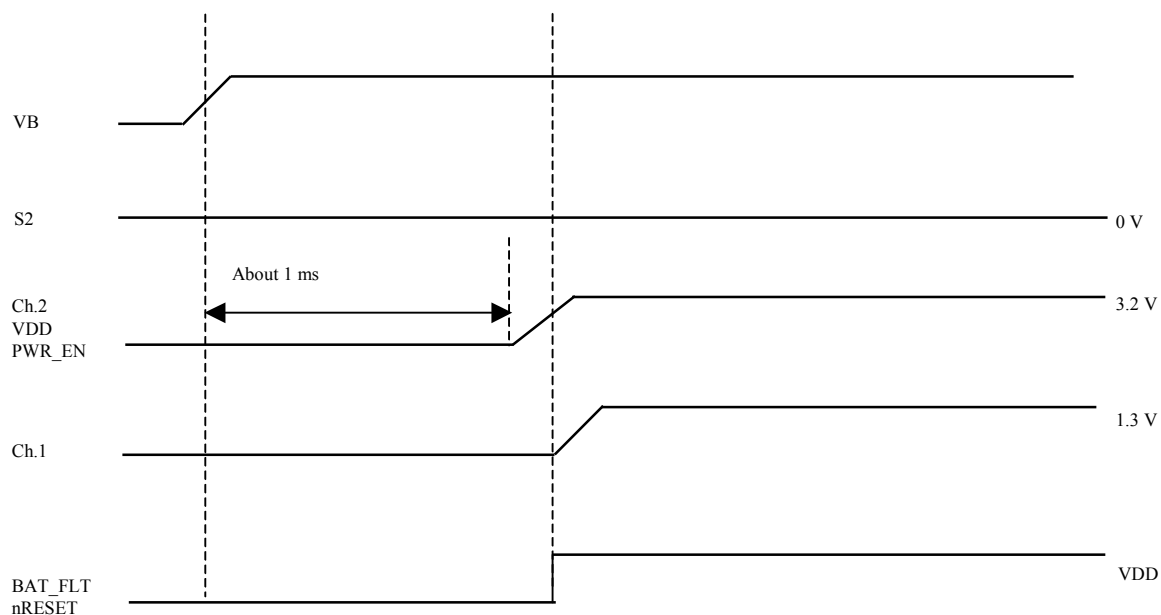 VB
S2
0 V
About 1 ms
Ch.2
VDD
PWR_EN
3.2 V
Ch.1
1.3 V
BAT_FLT
nRESET
VDD